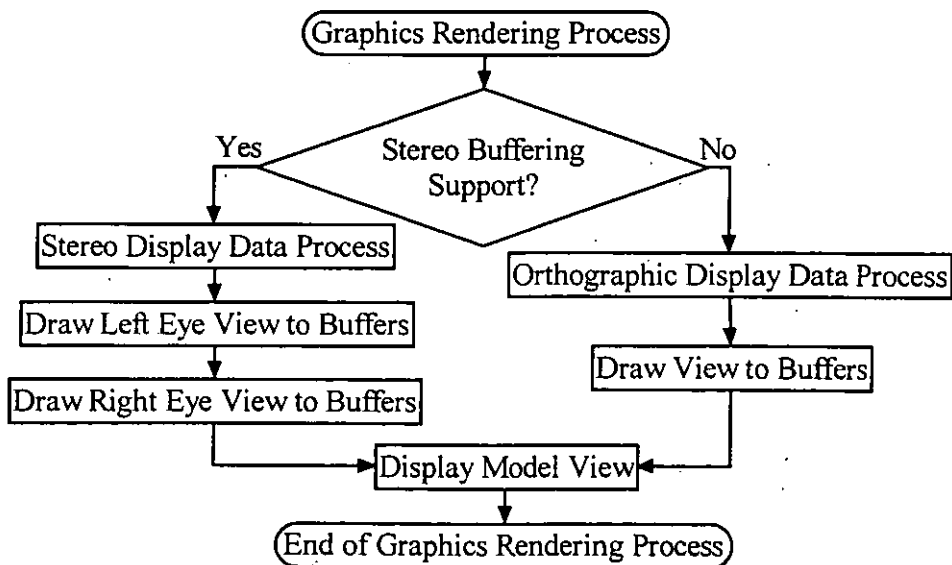 Graphics Rendering Process
Stereo Buffering
Support?
Yes
No
Stereo Display Data Process
Orthographic Display Data Process
Draw Left Eye View to Buffers
Draw View to Buffers
Draw Right Eye View to Buffers
Display Model View
End of Graphics Rendering Process